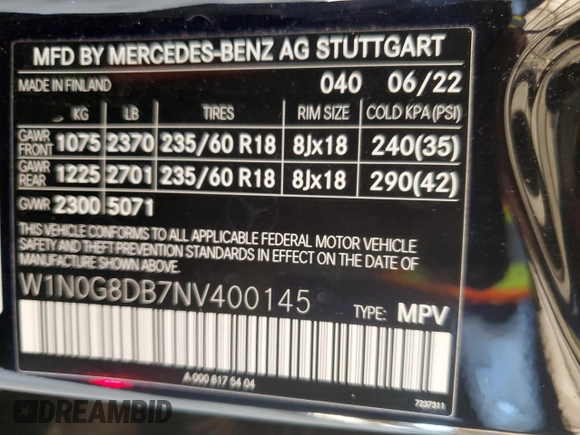 MFD BY MERCEDES-BENZ AG STUTTGART
MADE IN FINLAND 040 06/22
KG LB TIRES RIM SIZE COLD KPA(PSI)
GAWR FRONT 1075 2370 235/60 R18 8Jx18 240(35)
GAWR REAR 1225 2701 235/60 R18 8Jx18 290(42)
GVWR 2300 5071
THIS VEHICLE CONFORMS TO ALL APPLICABLE FEDERAL MOTOR VEHICLE
SAFETY AND THEFT PREVENTION STANDARDS IN EFFECT ON THE DATE OF
MANUFACTURE SHOWN ABOVE.
W1N0G8DB7NV400145 TYPE: MPV
A 000 817 54 04
7237311
DREAMBID